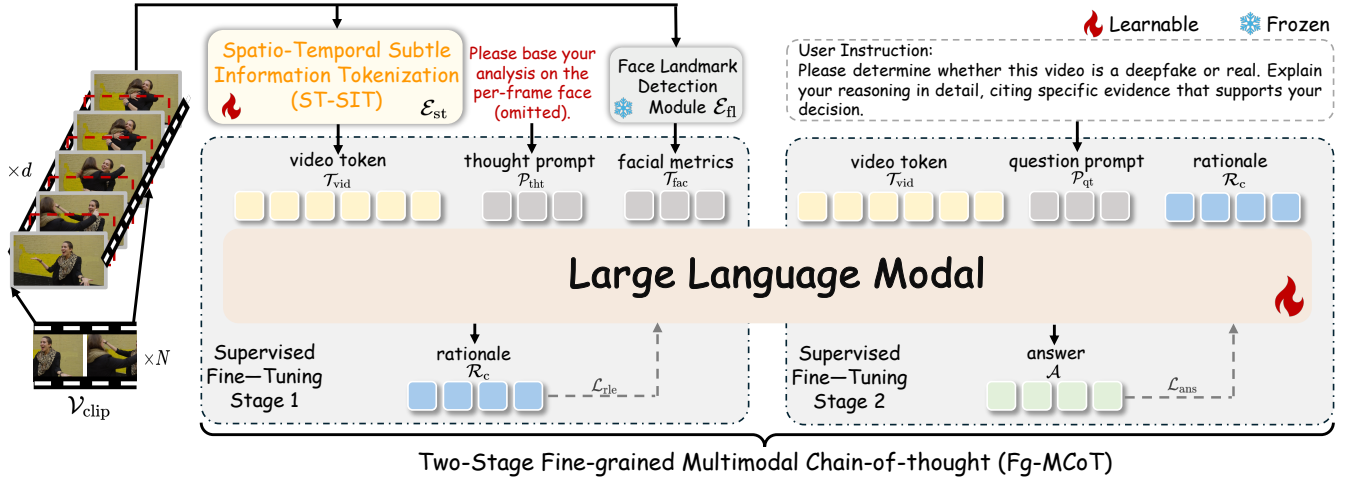 Learnable
Frozen
Spatio-Temporal Subtle
Information Tokenization
(ST-SIT)
ℰst
Please base your
analysis on the
per-frame face
(omitted).
Face Landmark
Detection
Module ℰfl
User Instruction:
Please determine whether this video is a deepfake or real. Explain
your reasoning in detail, citing specific evidence that supports your
decision.
×d
video token
𝒯vid
thought prompt
𝒫tht
facial metrics
𝒯fac
video token
𝒯vid
question prompt
𝒫qt
rationale
ℛc
Large Language Modal
×N
𝒱clip
Supervised
Fine—Tuning
Stage 1
rationale
ℛc
ℒrle
Supervised
Fine—Tuning
Stage 2
answer
𝒜
ℒans
Two-Stage Fine-grained Multimodal Chain-of-thought (Fg-MCoT)